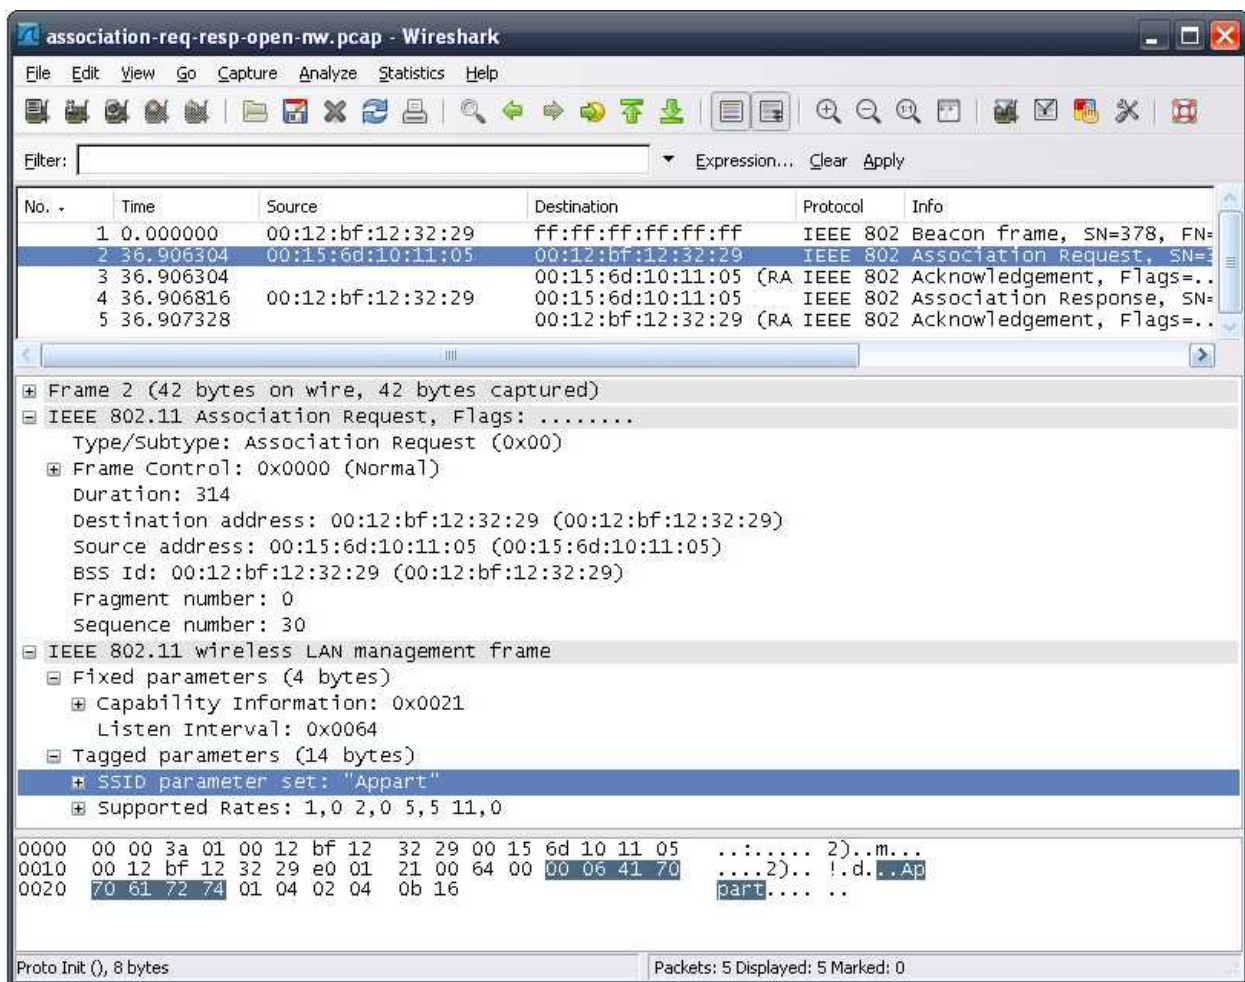 association-req-resp-open-nw.pcap - Wireshark
File Edit View Go Capture Analyze Statistics Help
Filter: Expression... Clear Apply
No. Time Source Destination Protocol Info
1 0.000000 00:12:bf:12:32:29 ff:ff:ff:ff:ff:ff IEEE 802 Beacon frame, SN=378, FN=
2 36.906304 00:15:6d:10:11:05 00:12:bf:12:32:29 IEEE 802 Association Request, SN=3
3 36.906304 00:15:6d:10:11:05 (RA IEEE 802 Acknowledgement, Flags=..
4 36.906816 00:12:bf:12:32:29 00:15:6d:10:11:05 IEEE 802 Association Response, SN=
5 36.907328 00:12:bf:12:32:29 (RA IEEE 802 Acknowledgement, Flags=..
Frame 2 (42 bytes on wire, 42 bytes captured)
IEEE 802.11 Association Request, Flags: ........
Type/Subtype: Association Request (0x00)
Frame Control: 0x0000 (Normal)
Duration: 314
Destination address: 00:12:bf:12:32:29 (00:12:bf:12:32:29)
Source address: 00:15:6d:10:11:05 (00:15:6d:10:11:05)
BSS Id: 00:12:bf:12:32:29 (00:12:bf:12:32:29)
Fragment number: 0
Sequence number: 30
IEEE 802.11 wireless LAN management frame
Fixed parameters (4 bytes)
Capability Information: 0x0021
Listen Interval: 0x0064
Tagged parameters (14 bytes)
SSID parameter set: "Appart"
Supported Rates: 1,0 2,0 5,5 11,0
0000 00 00 3a 01 00 12 bf 12 32 29 00 15 6d 10 11 05 ..:..... 2)..m...
0010 00 12 bf 12 32 29 e0 01 21 00 64 00 00 06 41 70 ....2).. !.d...Ap
0020 70 61 72 74 01 04 02 04 0b 16 part.... ..
Proto Init (), 8 bytes Packets: 5 Displayed: 5 Marked: 0